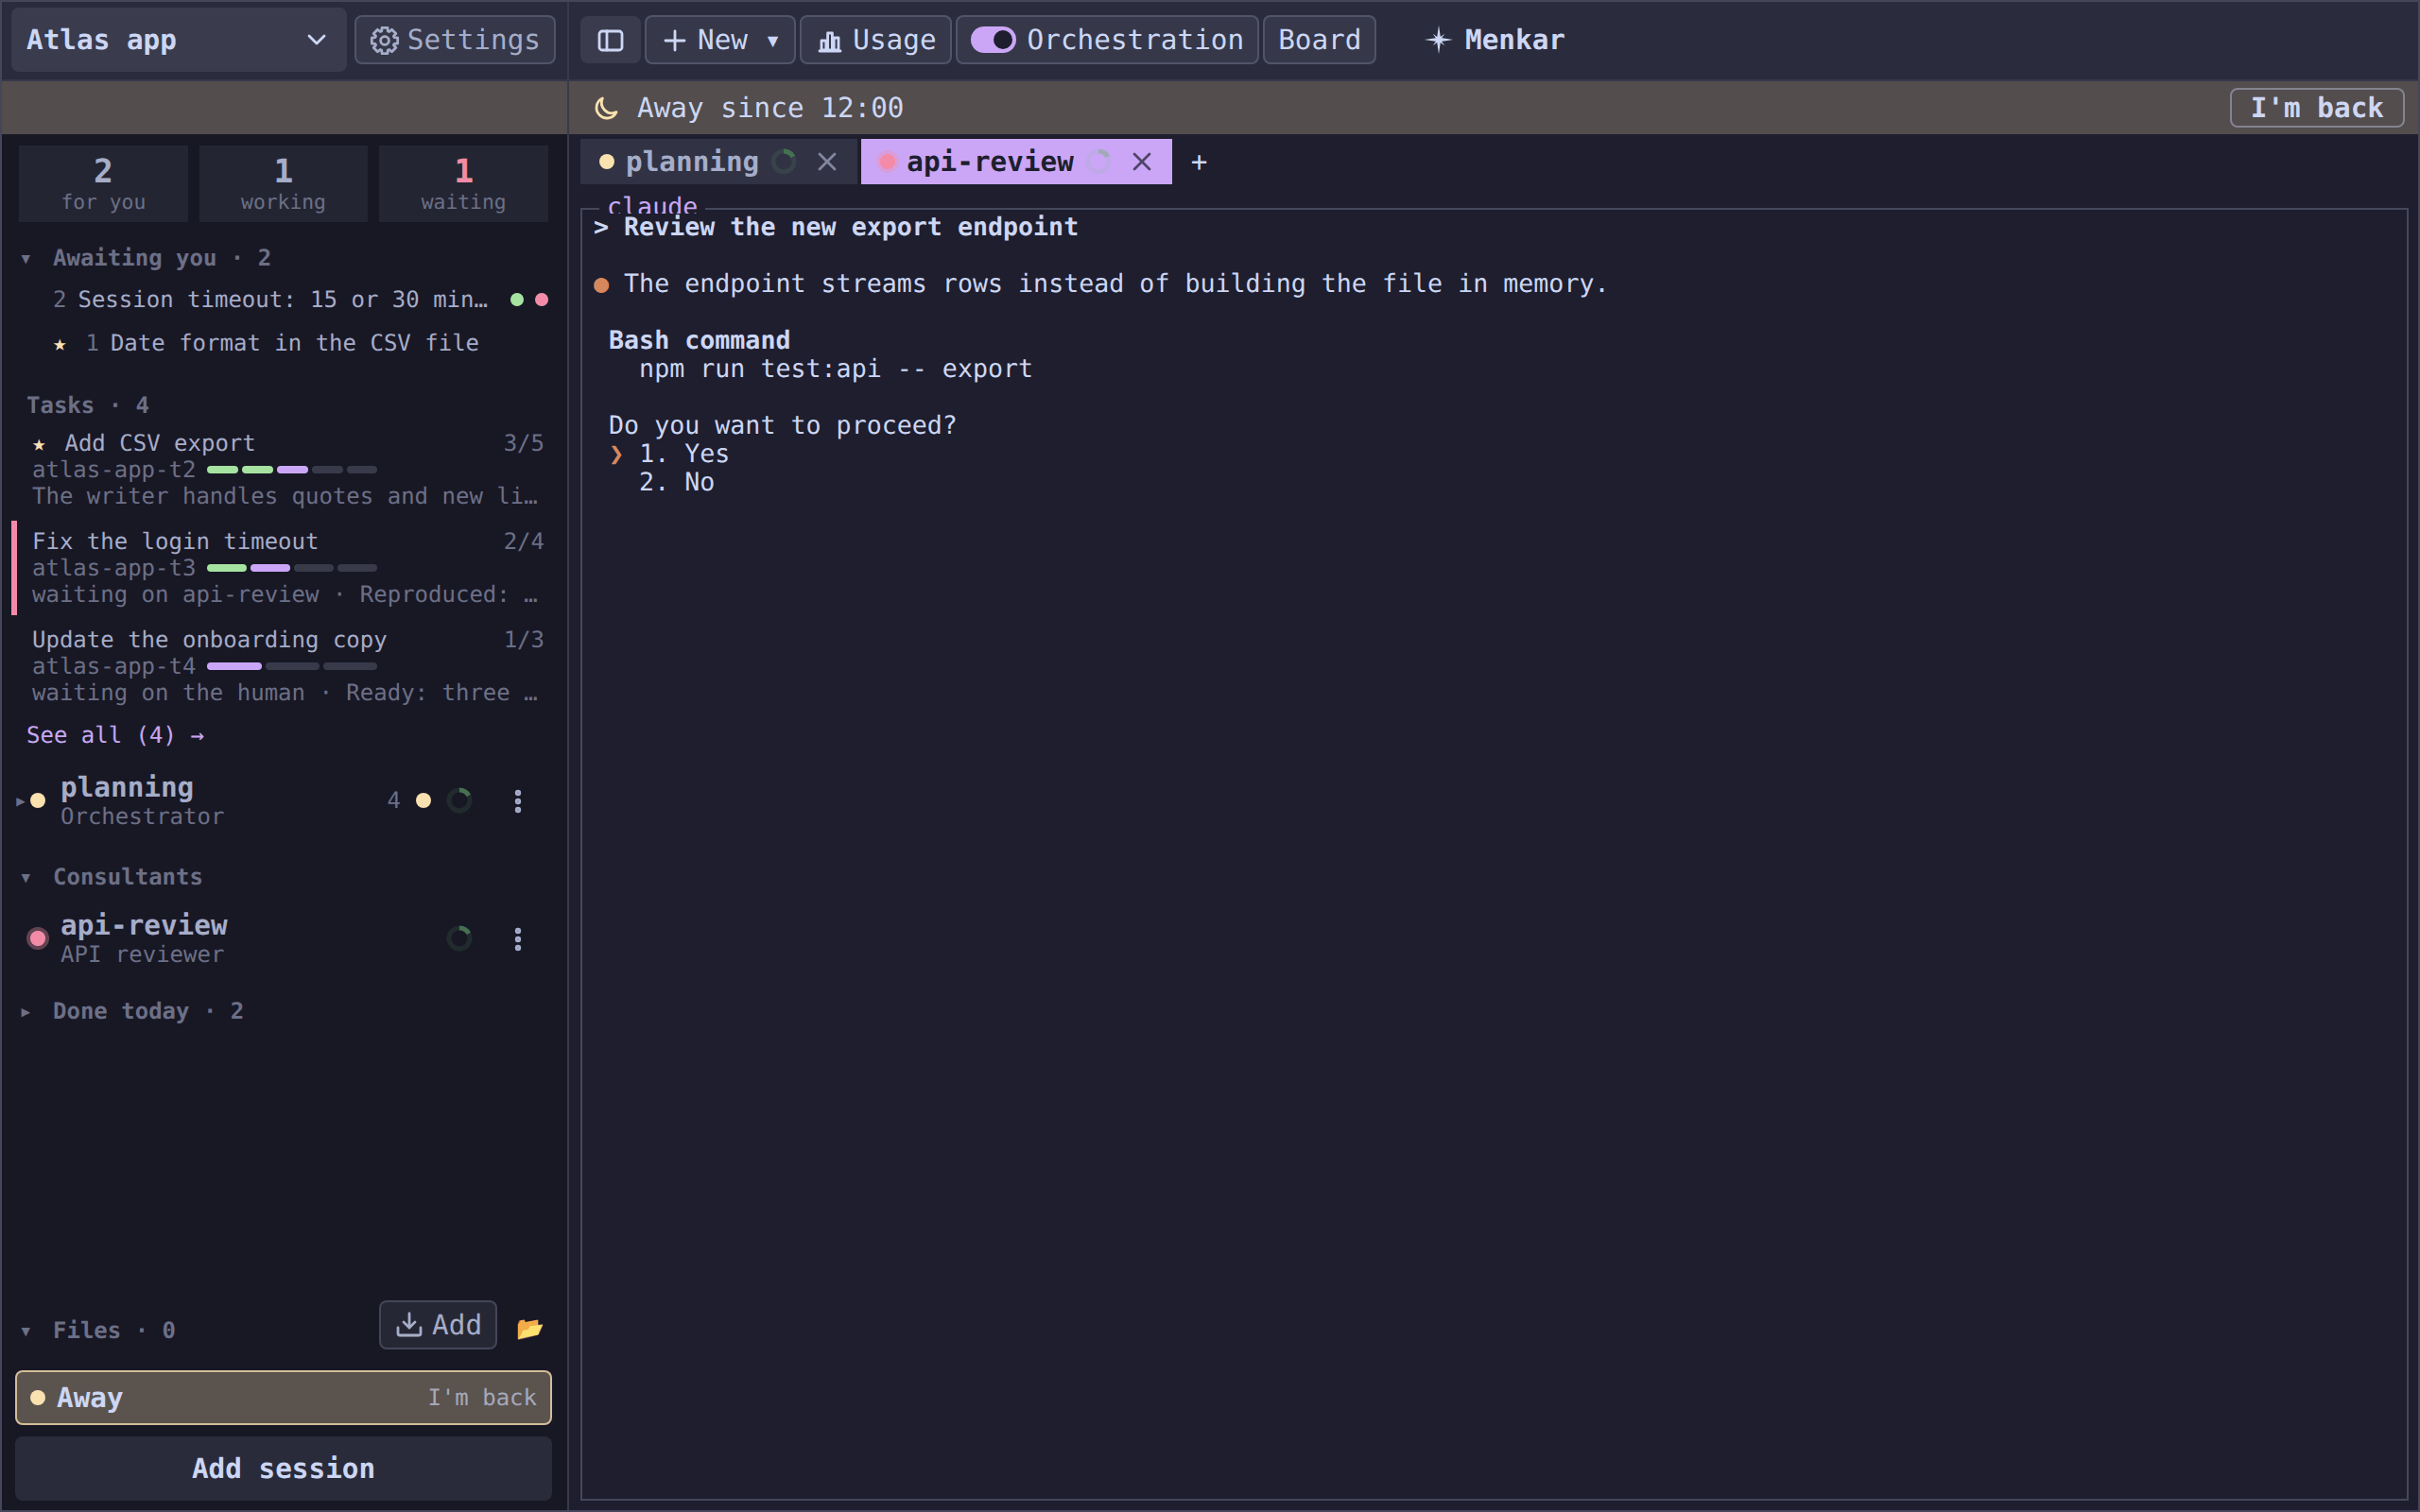 Atlas app
Settings
New ▾
Usage
Orchestration
Board
Menkar
Away since 12:00
I'm back
2
for you
1
working
1
waiting
▾ Awaiting you · 2
2 Session timeout: 15 or 30 min…
★ 1 Date format in the CSV file
Tasks · 4
★ Add CSV export 3/5
atlas-app-t2
The writer handles quotes and new li…
Fix the login timeout 2/4
atlas-app-t3
waiting on api-review · Reproduced: …
Update the onboarding copy 1/3
atlas-app-t4
waiting on the human · Ready: three …
See all (4) →
▸ planning 4
Orchestrator
▾ Consultants
api-review
API reviewer
▸ Done today · 2
▾ Files · 0
Add
Away I'm back
Add session
planning
api-review
+
claude
> Review the new export endpoint
● The endpoint streams rows instead of building the file in memory.
Bash command
npm run test:api -- export
Do you want to proceed?
❯ 1. Yes
2. No